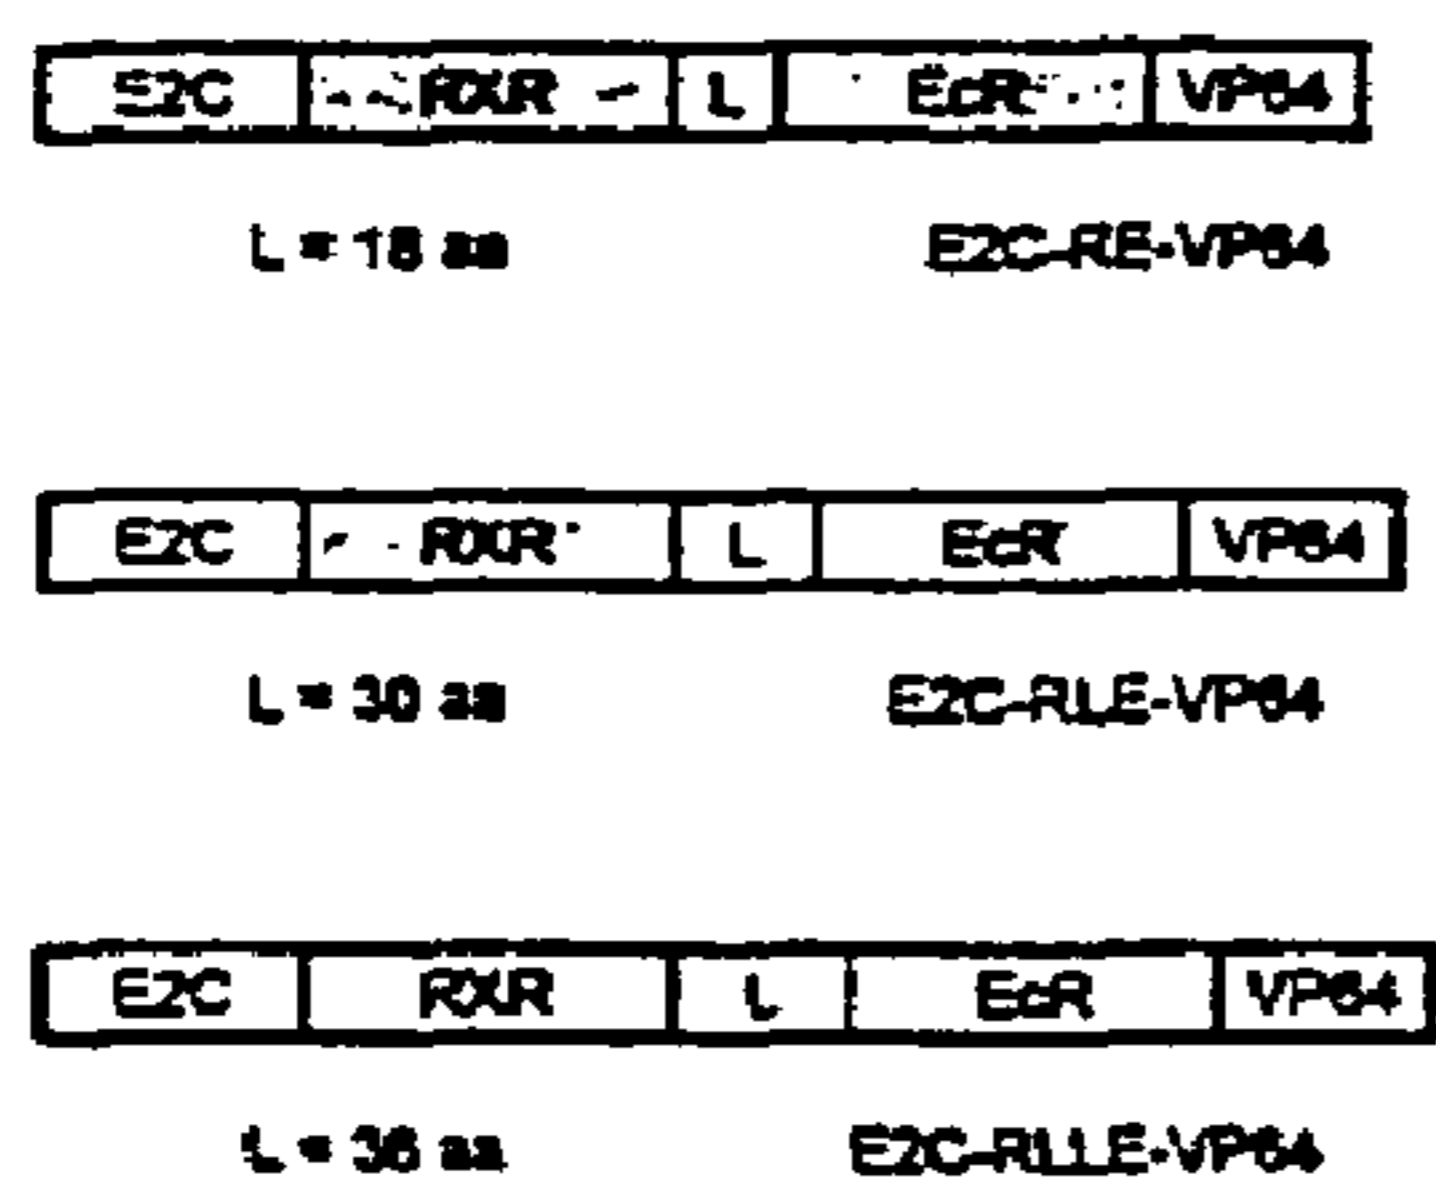 E2C RXR L EcR VP64
L = 18 aa E2C-RE-VP64
E2C RXR L EcR VP64
L = 30 aa E2C-RLE-VP64
E2C RXR L EcR VP64
L = 36 aa E2C-RLLE-VP64